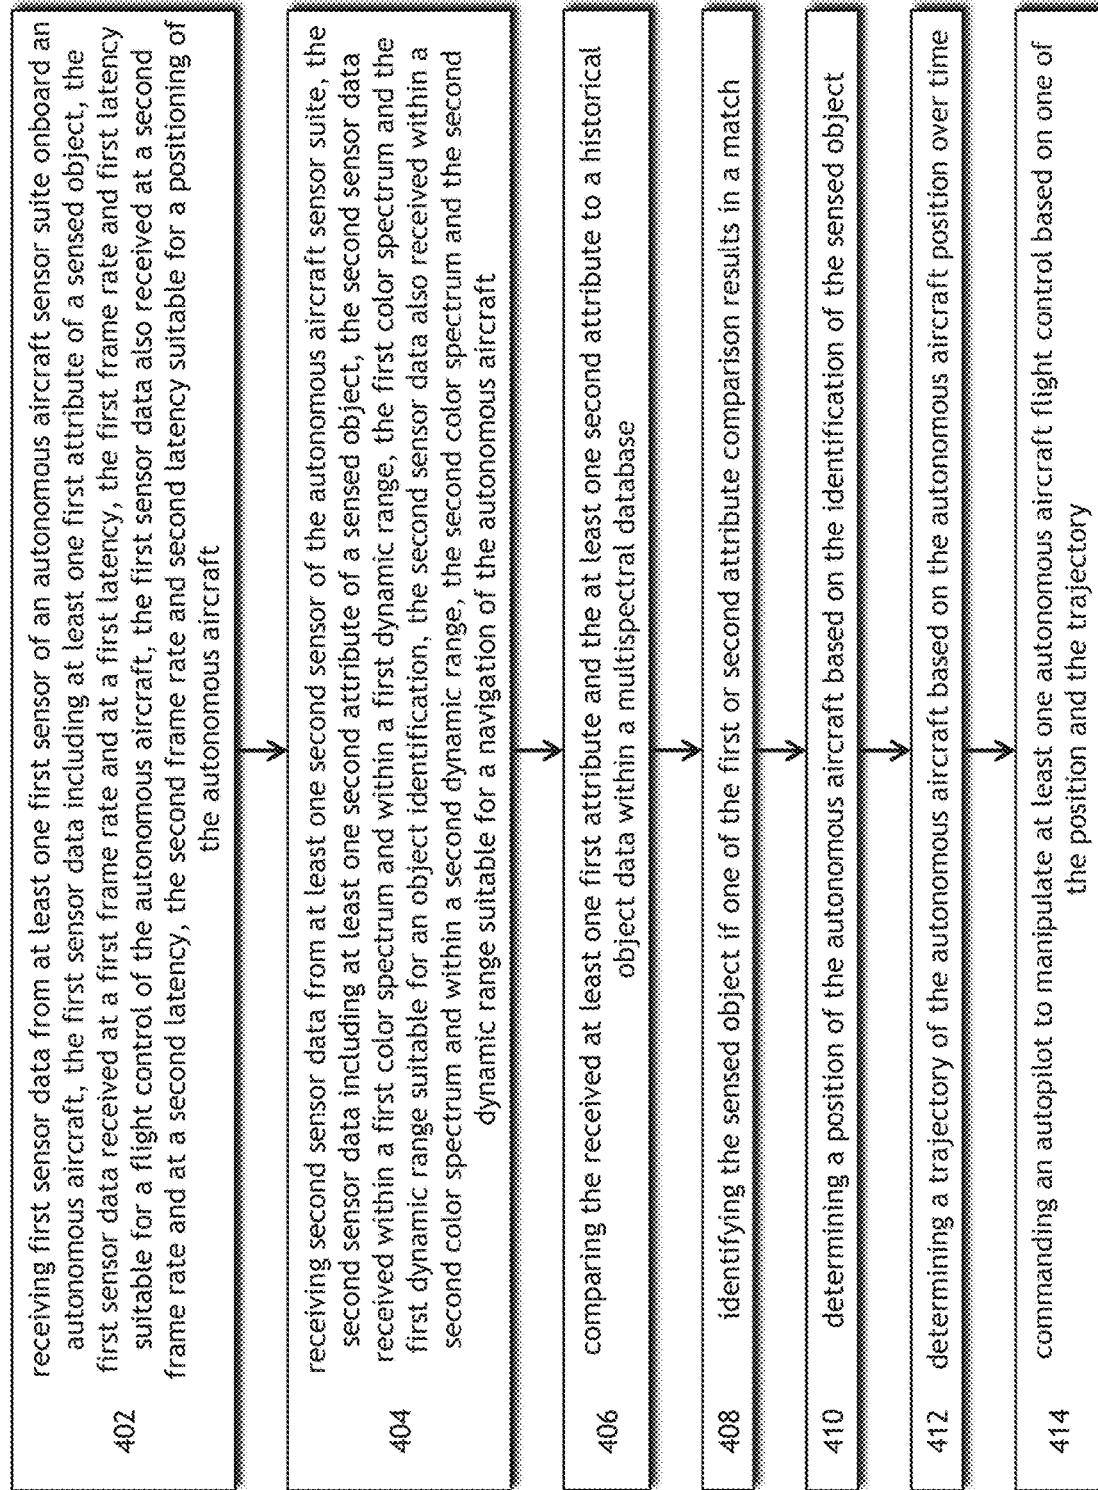 402
receiving first sensor data from at least one first sensor of an autonomous aircraft sensor suite onboard an
autonomous aircraft, the first sensor data including at least one first attribute of a sensed object, the
first sensor data received at a first frame rate and at a first latency, the first frame rate and first latency
suitable for a flight control of the autonomous aircraft, the first sensor data also received at a second
frame rate and at a second latency, the second frame rate and second latency suitable for a positioning of
the autonomous aircraft
404
receiving second sensor data from at least one second sensor of the autonomous aircraft sensor suite, the
second sensor data including at least one second attribute of a sensed object, the second sensor data
received within a first color spectrum and within a first dynamic range, the first color spectrum and the
first dynamic range suitable for an object identification, the second sensor data also received within a
second color spectrum and within a second dynamic range, the second color spectrum and the second
dynamic range suitable for a navigation of the autonomous aircraft
406
comparing the received at least one first attribute and the at least one second attribute to a historical
object data within a multispectral database
408
identifying the sensed object if one of the first or second attribute comparison results in a match
410
determining a position of the autonomous aircraft based on the identification of the sensed object
412
determining a trajectory of the autonomous aircraft based on the autonomous aircraft position over time
414
commanding an autopilot to manipulate at least one autonomous aircraft flight control based on one of
the position and the trajectory